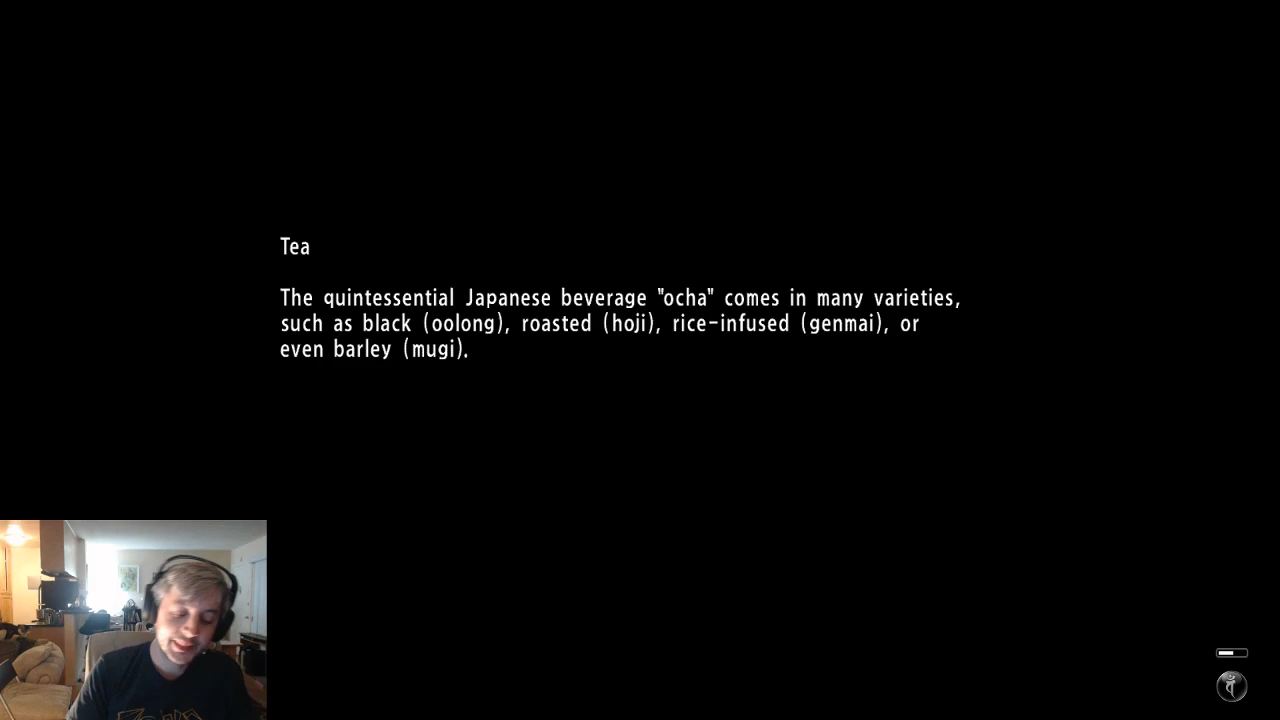 Tea
The quintessential Japanese beverage "ocha" comes in many varieties,
such as black (oolong), roasted (hoji), rice-infused (genmai), or
even barley (mugi).